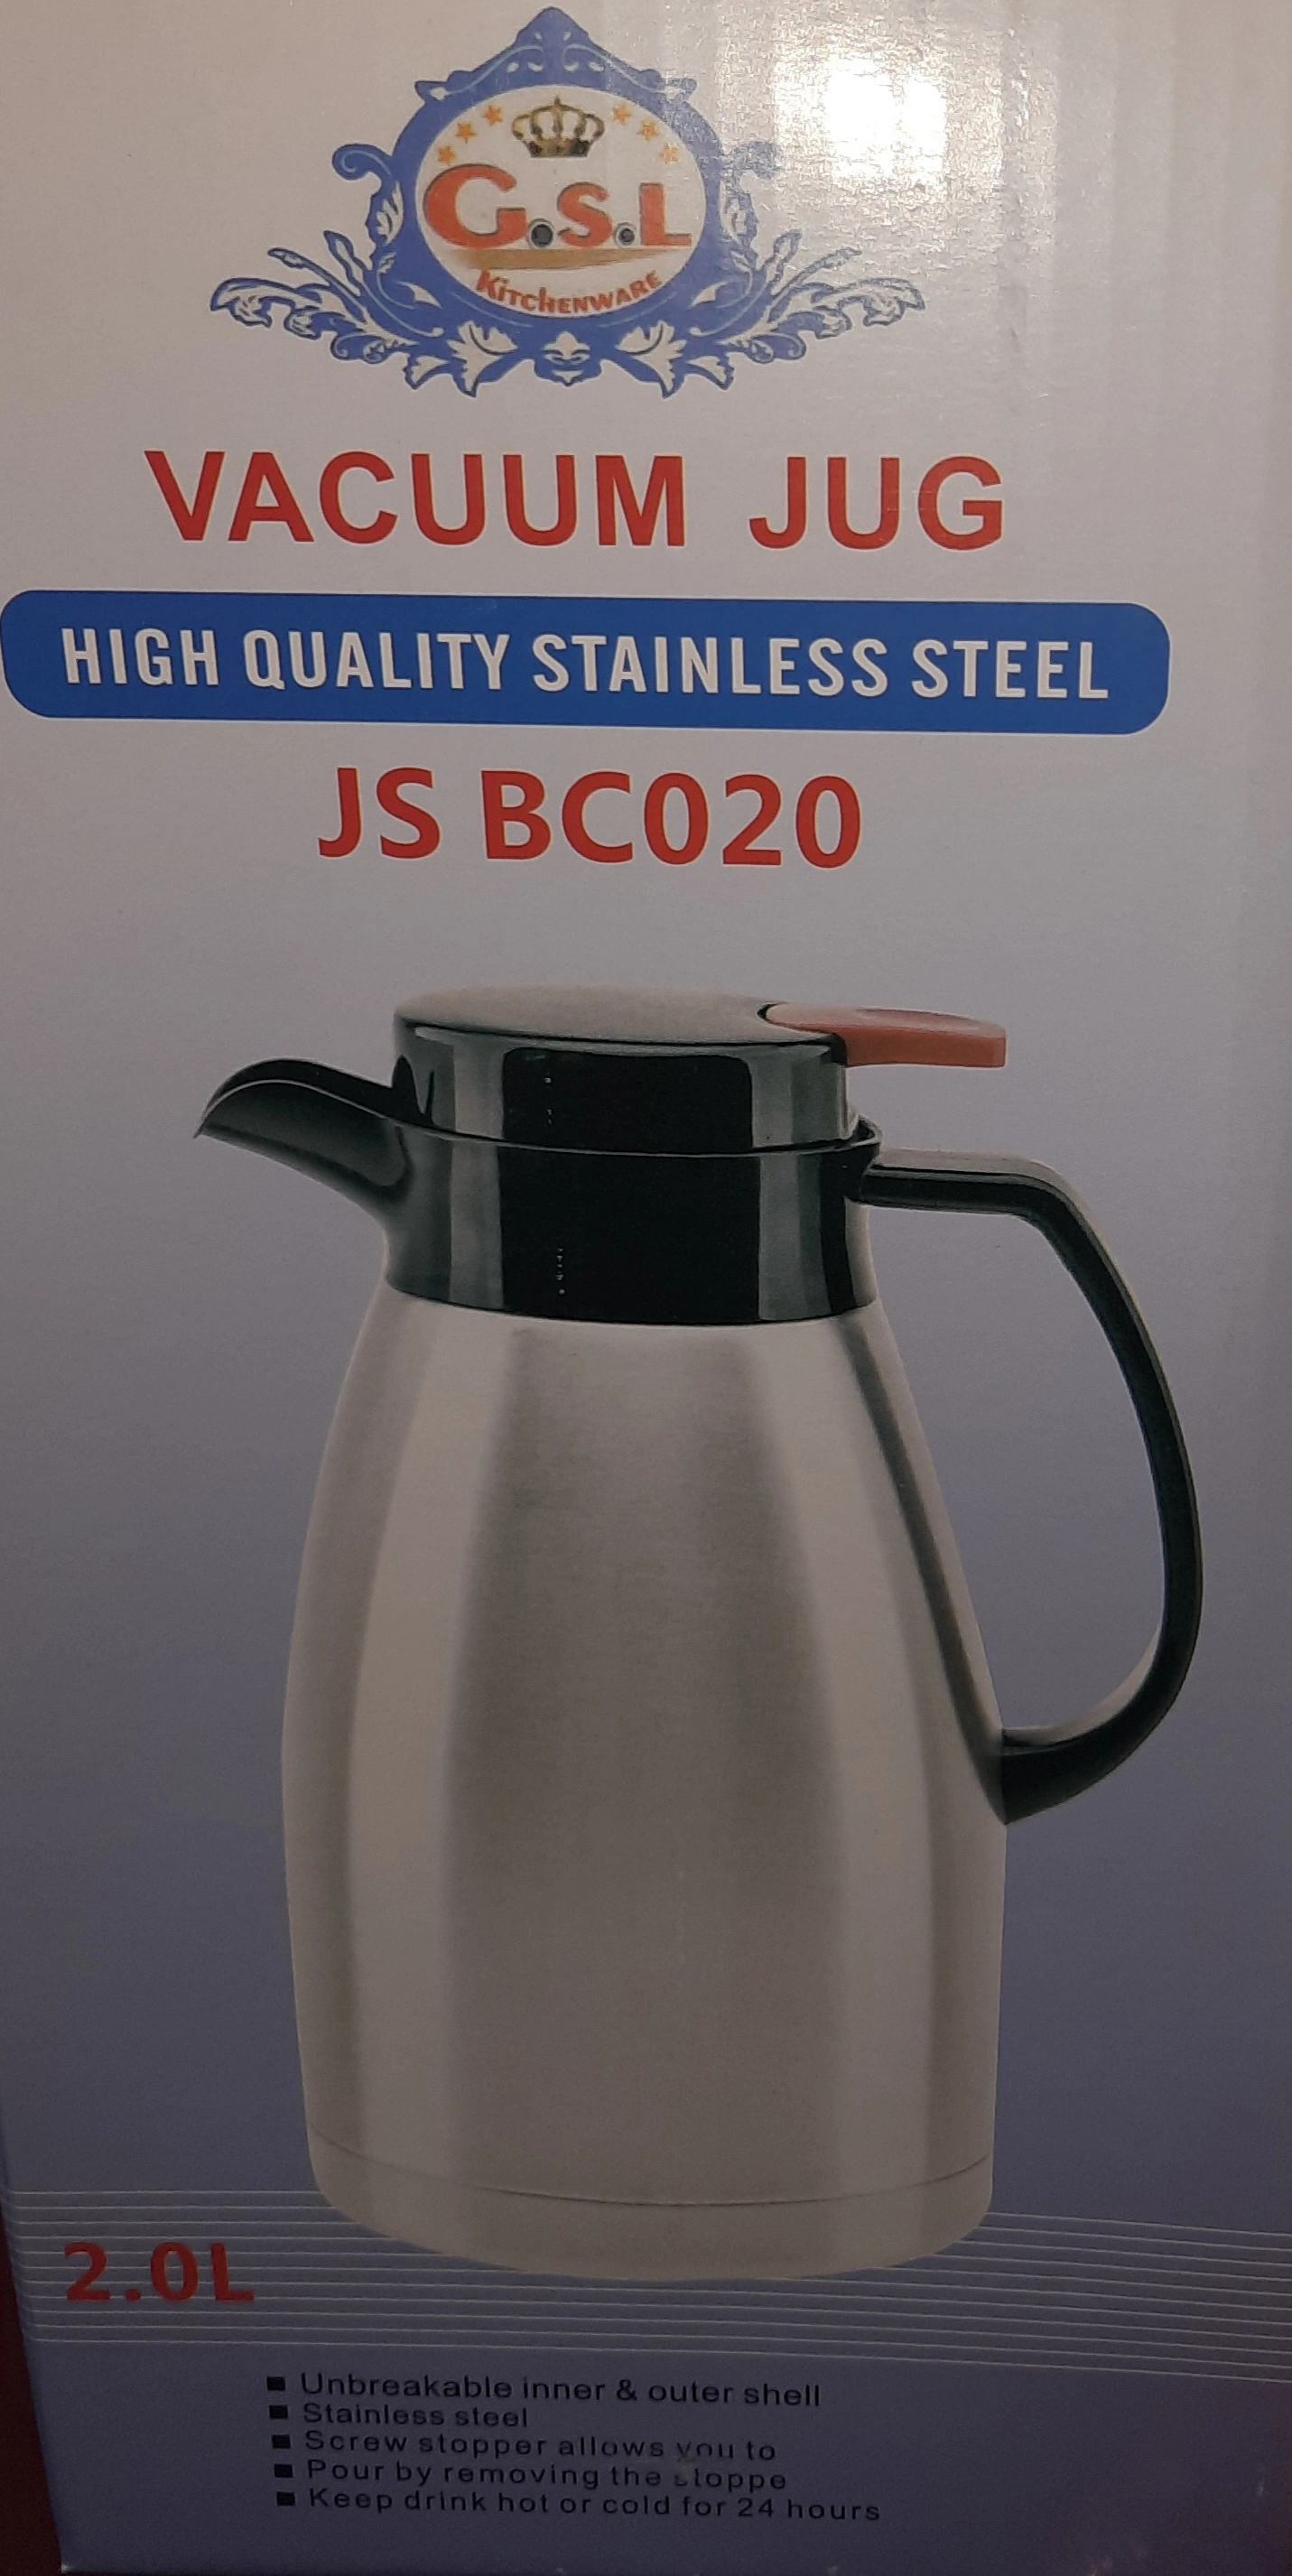 G.S.L
KITCHENWARE
VACUUM JUG
HIGH QUALITY STAINLESS STEEL
JS BC020
2.0L
Unbreakable inner & outer shell
Stainless steel
Screw stopper allows you to
Pour by removing the stoppe
Keep drink hot or cold for 24 hours